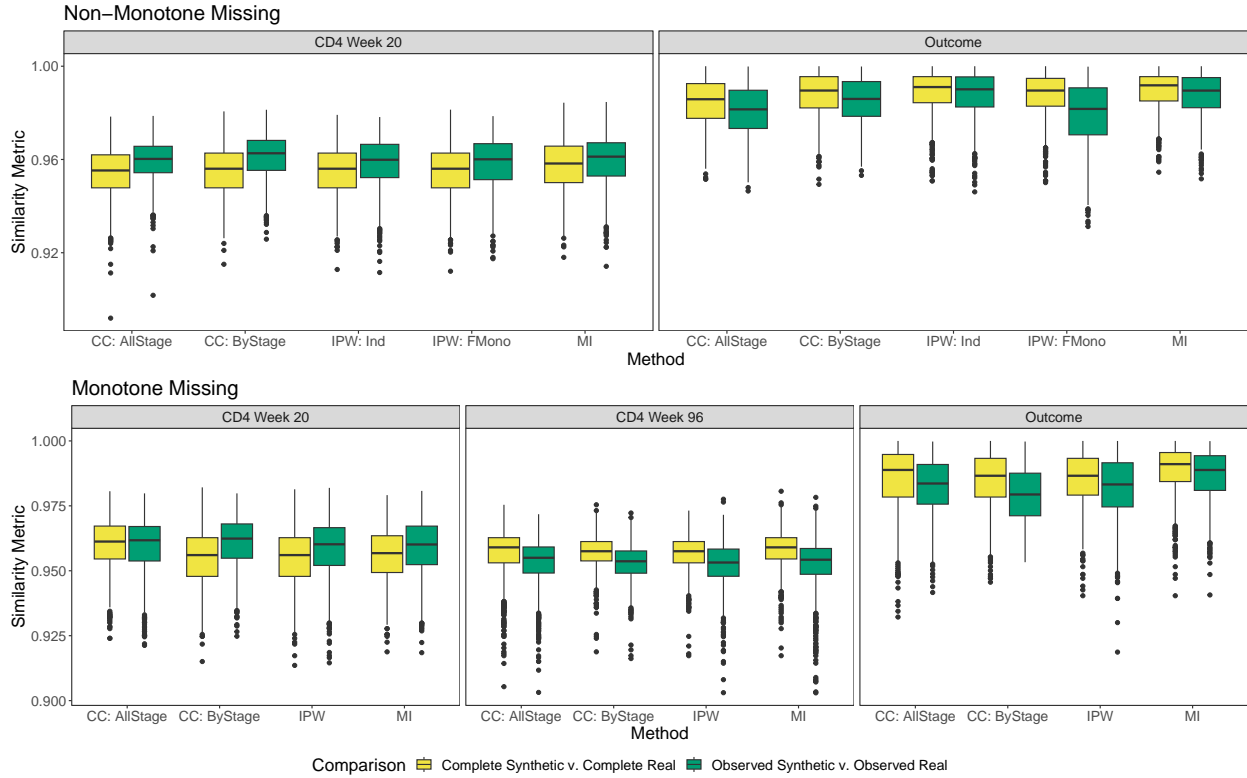 Non−Monotone Missing
CD4 Week 20
Outcome
1.00
0.96
0.92
Similarity Metric
CC: AllStage
CC: ByStage
IPW: Ind
IPW: FMono
MI
CC: AllStage
CC: ByStage
IPW: Ind
IPW: FMono
MI
Method
Monotone Missing
CD4 Week 20
CD4 Week 96
Outcome
1.000
0.975
0.950
0.925
0.900
Similarity Metric
CC: AllStage
CC: ByStage
IPW
MI
CC: AllStage
CC: ByStage
IPW
MI
CC: AllStage
CC: ByStage
IPW
MI
Method
Comparison
Complete Synthetic v. Complete Real
Observed Synthetic v. Observed Real